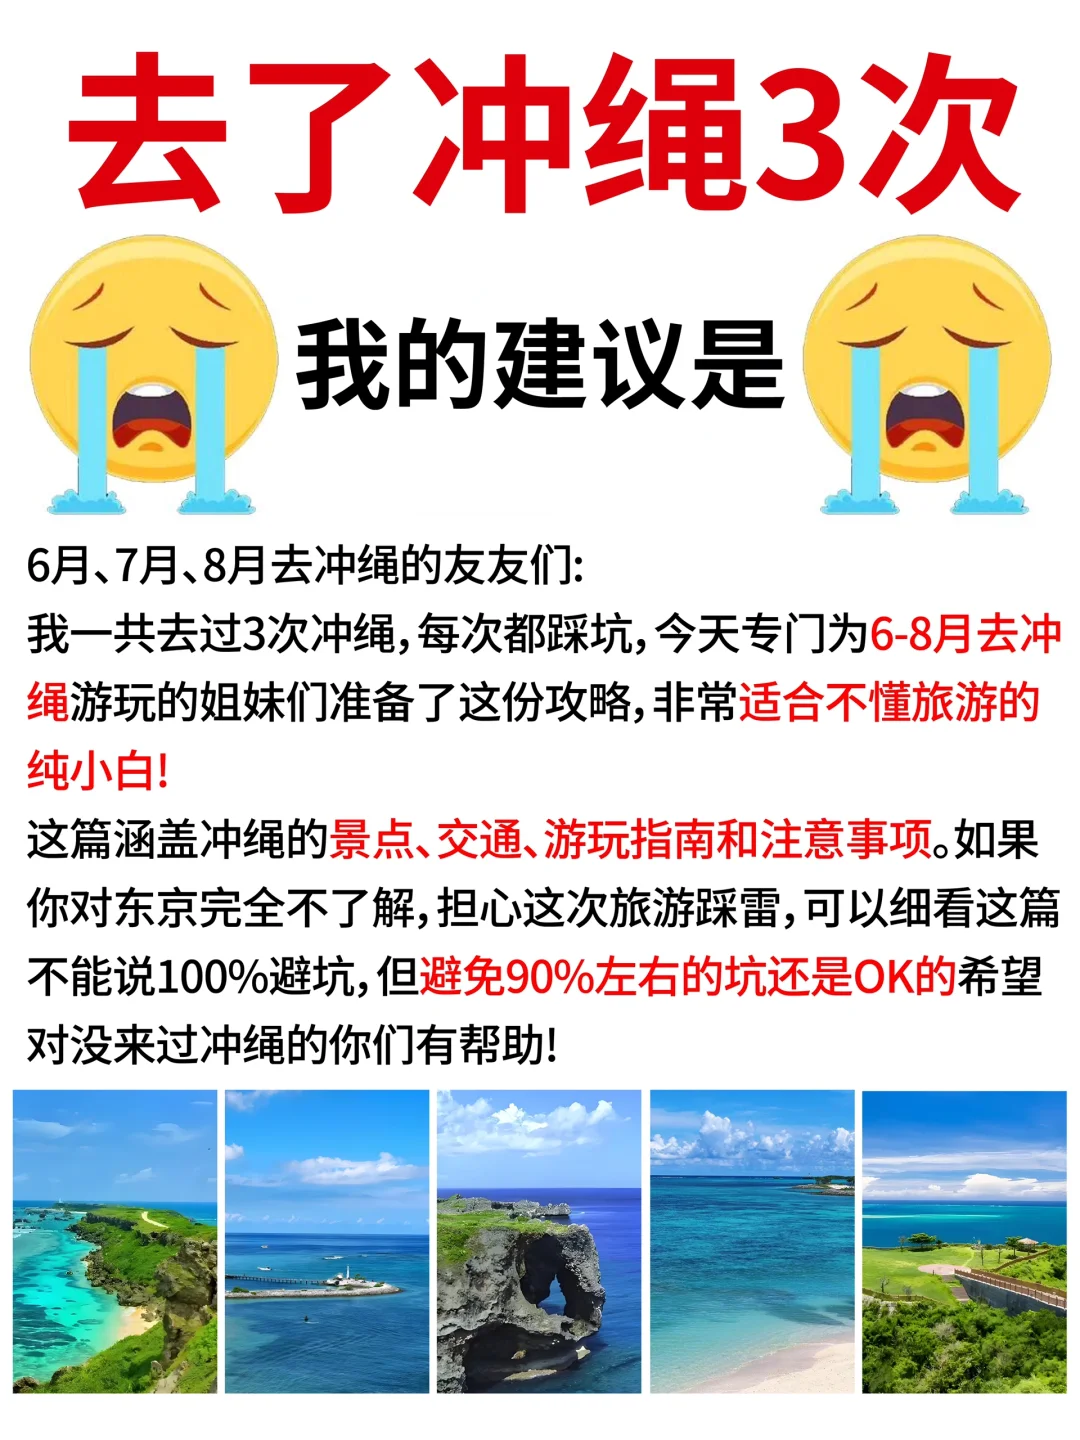 去了冲绳3次
我的建议是
6月、7月、8月去冲绳的友友们:
我一共去过3次冲绳,每次都踩坑,今天专门为6-8月去冲
绳游玩的姐妹们准备了这份攻略,非常适合不懂旅游的
纯小白!
这篇涵盖冲绳的景点、交通、游玩指南和注意事项。如果
你对东京完全不了解,担心这次旅游踩雷,可以细看这篇
不能说100%避坑,但避免90%左右的坑还是OK的希望
对没来过冲绳的你们有帮助!